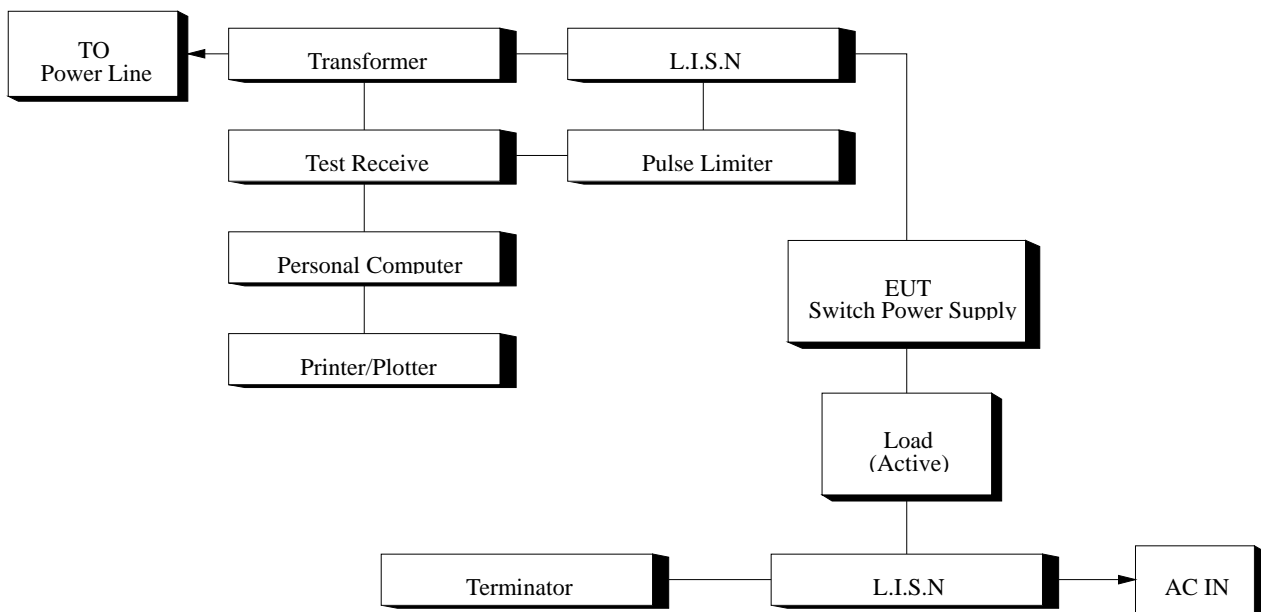 TO
Power Line
Transformer
L.I.S.N
Test Receive
Pulse Limiter
Personal Computer
EUT
Switch Power Supply
Printer/Plotter
Load
(Active)
Terminator
L.I.S.N
AC IN